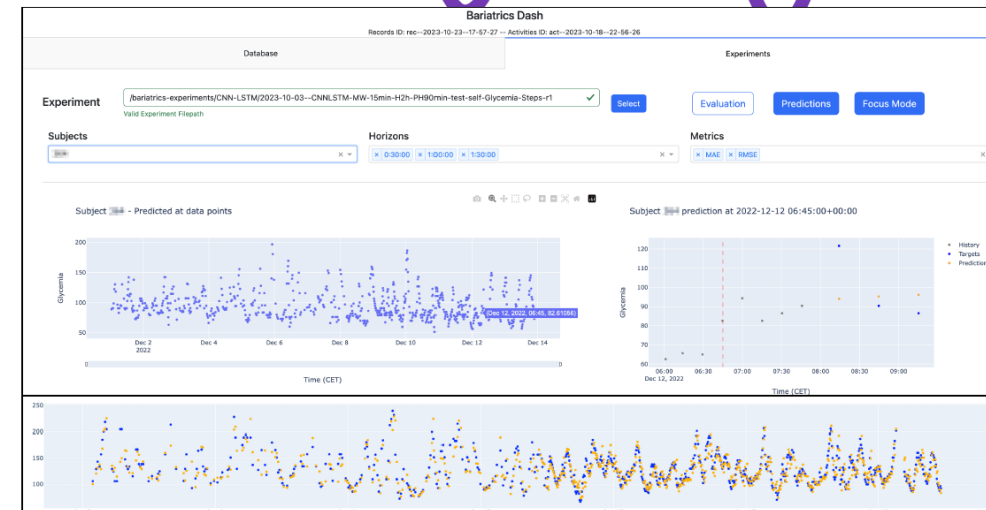 Bariatrics Dash
Records ID: rec--2023-10-23--17-57-27 -- Activities ID: act--2023-10-18--22-56-26
Database
Experiments
Experiment
/bariatrics-experiments/CNN-LSTM/2023-10-03--CNNLSTM-MW-15min-H2h-PH90min-test-self-Glycemia-Steps-r1
Select
Evaluation
Predictions
Focus Mode
Valid Experiment Filepath
Subjects
Horizons
Metrics
× 0:30:00 × 1:00:00 × 1:30:00
× MAE × RMSE
Subject - Predicted at data points
Subject prediction at 2022-12-12 06:45:00+00:00
200
150
100
50
Glycemia
(Dec 12, 2022, 06:45, 82.61056)
Dec 2
2022
Dec 4
Dec 6
Dec 8
Dec 10
Dec 12
Dec 14
0
0
Time (CET)
120
110
100
90
80
70
60
Glycemia
06:00
Dec 12, 2022
06:30
07:00
07:30
08:00
08:30
09:00
Time (CET)
History
Targets
Prediction
250
200
150
100